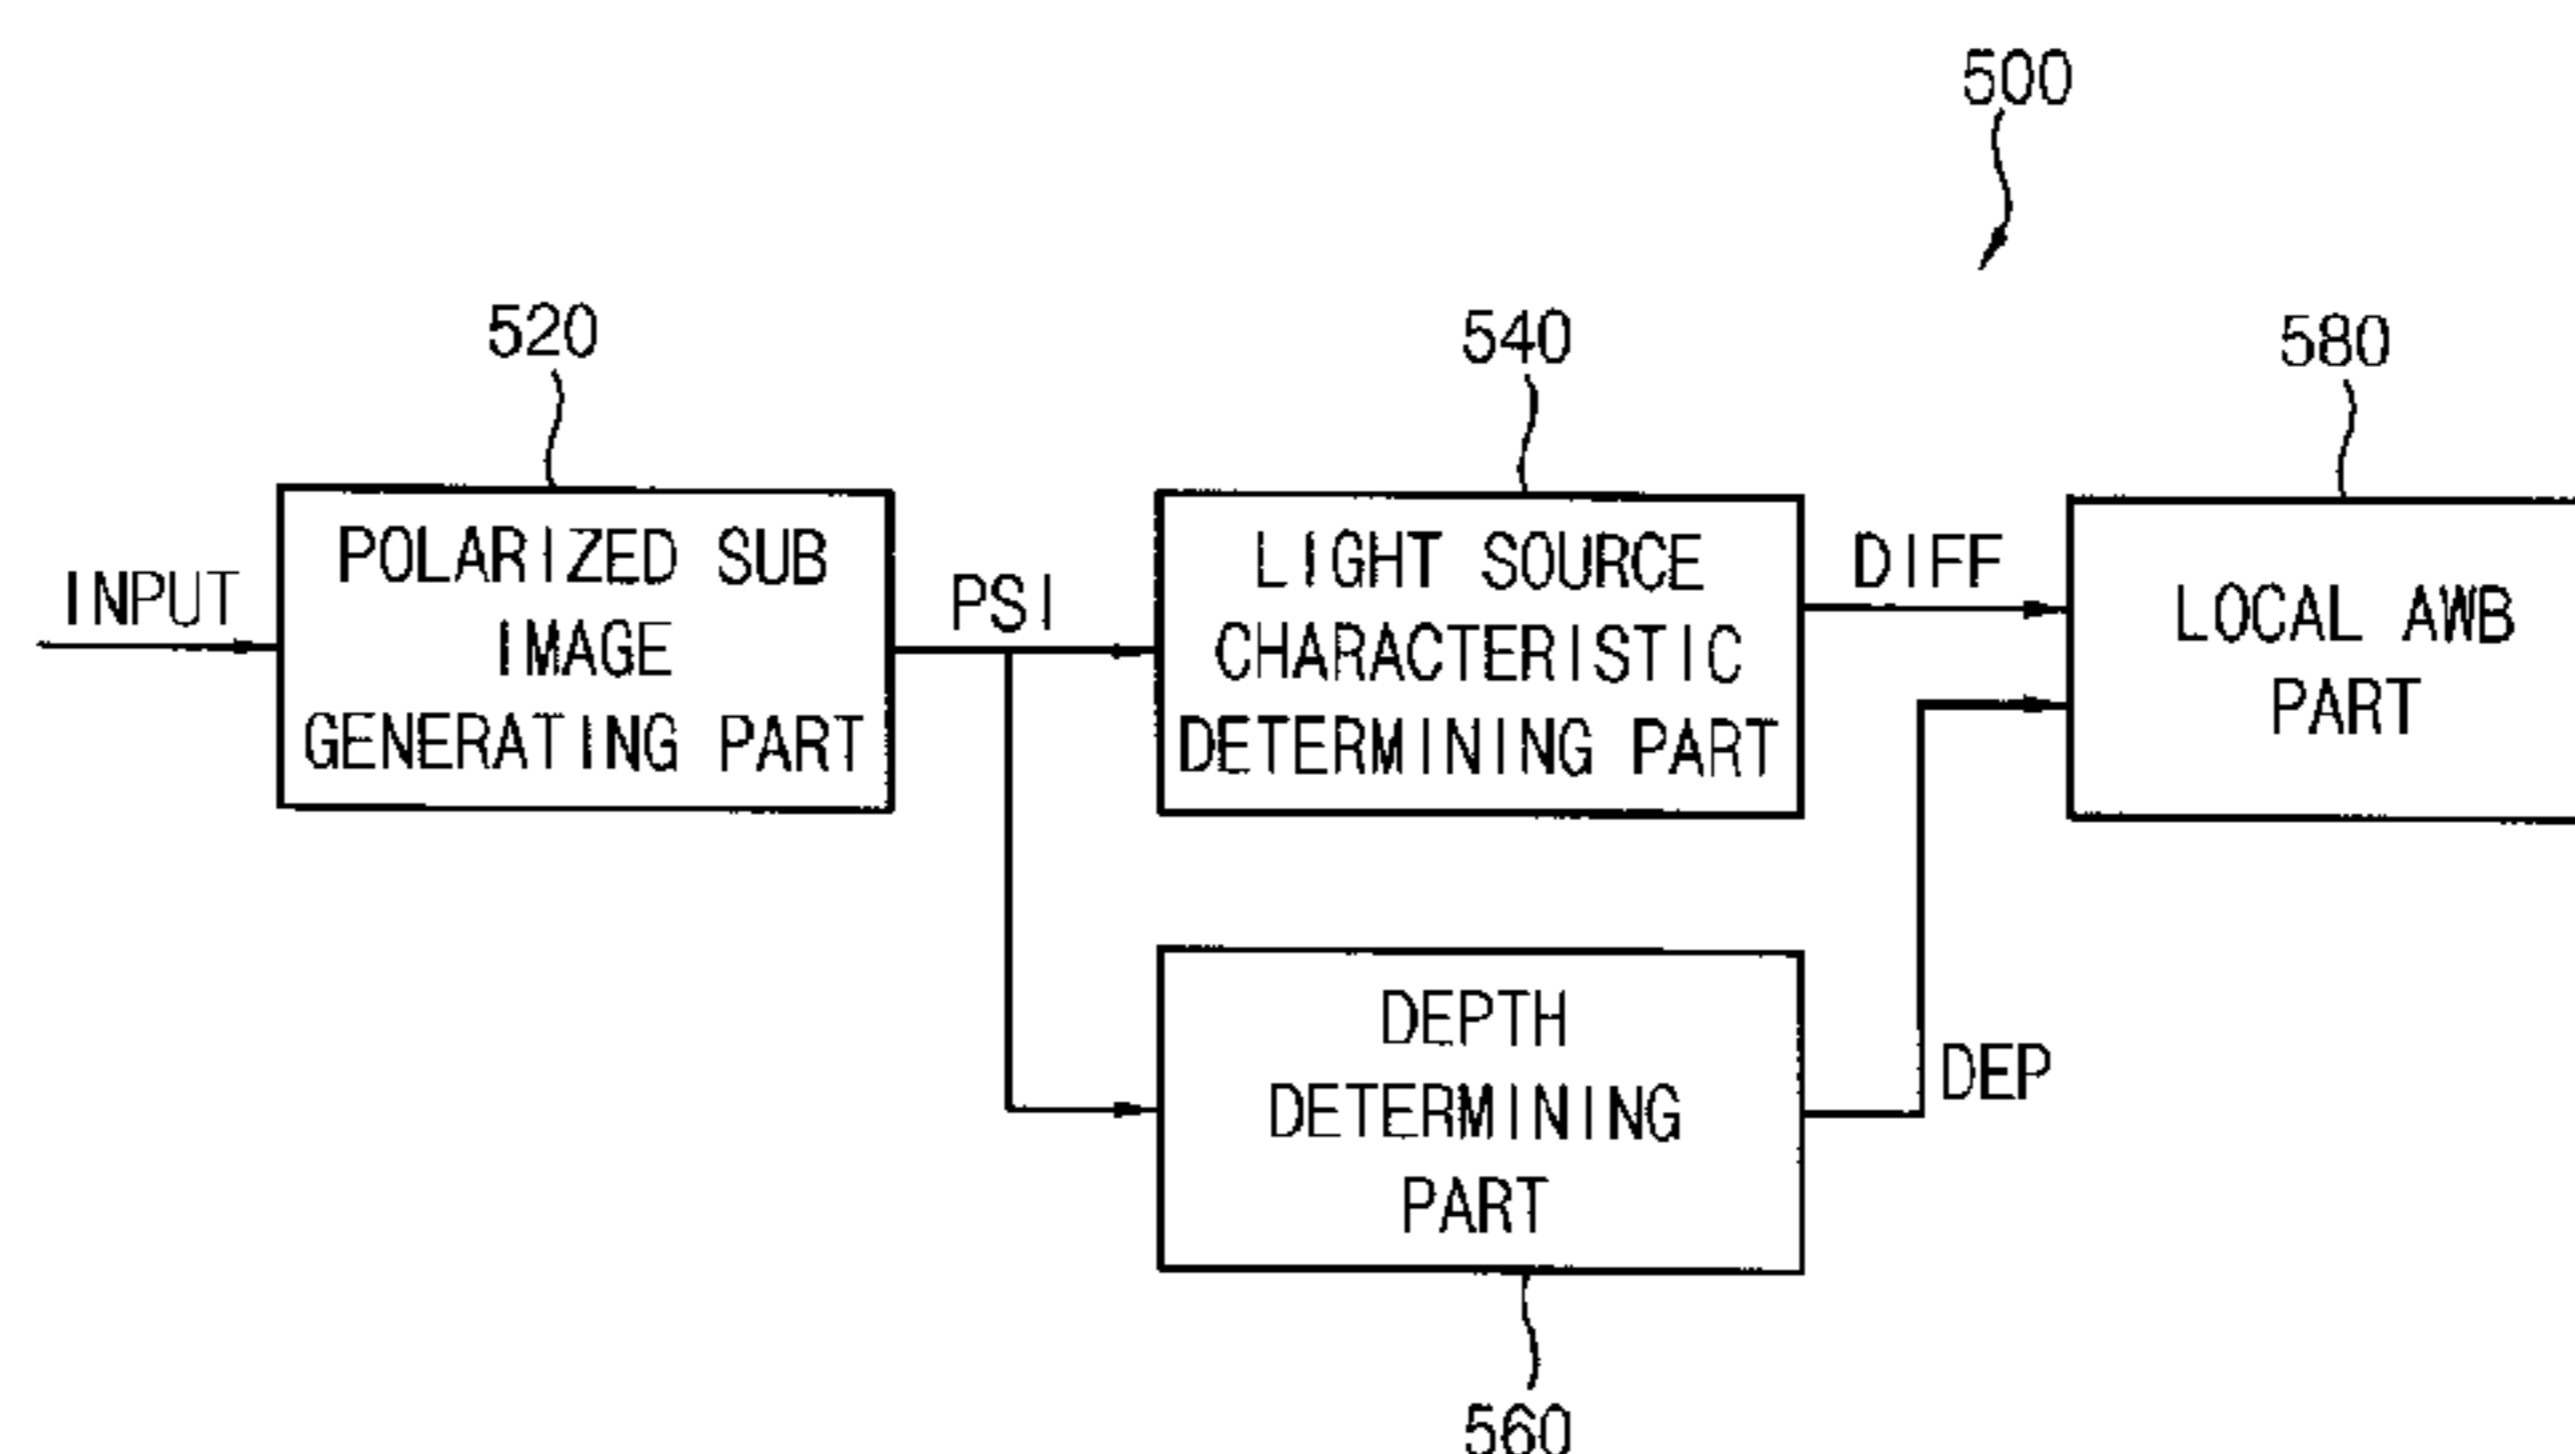 500
520
540
580
INPUT
POLARIZED SUB
IMAGE
GENERATING PART
PSI
LIGHT SOURCE
CHARACTERISTIC
DETERMINING PART
DIFF
LOCAL AWB
PART
DEPTH
DETERMINING
PART
DEP
560